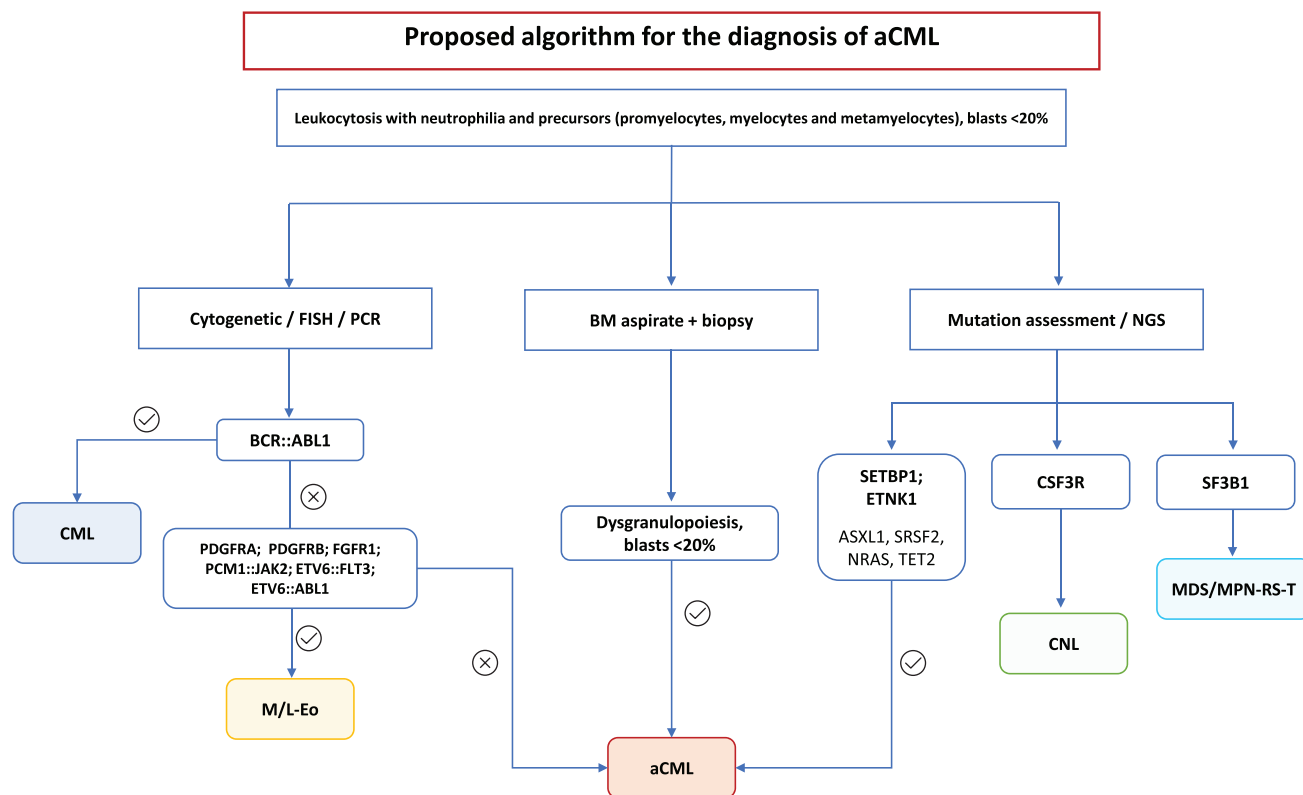 Proposed algorithm for the diagnosis of aCML
Leukocytosis with neutrophilia and precursors (promyelocytes, myelocytes and metamyelocytes), blasts <20%
Cytogenetic / FISH / PCR
BM aspirate + biopsy
Mutation assessment / NGS
BCR::ABL1
CML
PDGFRA; PDGFRB; FGFR1;
PCM1::JAK2; ETV6::FLT3;
ETV6::ABL1
M/L-Eo
Dysgranulopoiesis,
blasts <20%
SETBP1;
ETNK1
ASXL1, SRSF2,
NRAS, TET2
CSF3R
SF3B1
MDS/MPN-RS-T
CNL
aCML